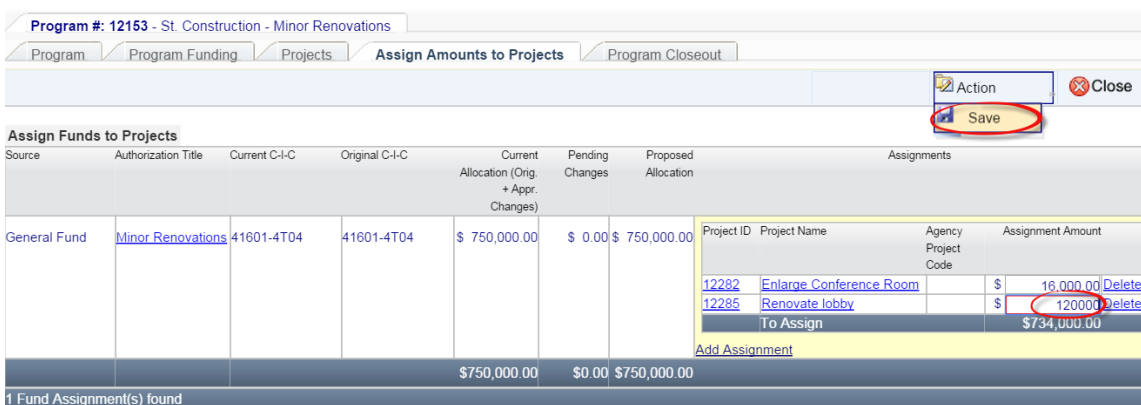 Program #: 12153 - St. Construction - Minor Renovations
Program Program Funding Projects Assign Amounts to Projects Program Closeout
Action Close
Save
Assign Funds to Projects
Source Authorization Title Current C-I-C Original C-I-C Current Pending Proposed Assignments
Allocation (Orig. Changes Allocation
+ Appr.
Changes)
General Fund Minor Renovations 41601-4T04 41601-4T04 $ 750,000.00 $ 0.00 $ 750,000.00 Project ID Project Name Agency Assignment Amount
Project
Code
12282 Enlarge Conference Room $ 16,000.00 Delete
12285 Renovate lobby $ 120000 Delete
To Assign $734,000.00
Add Assignment
$750,000.00 $0.00 $750,000.00
1 Fund Assignment(s) found